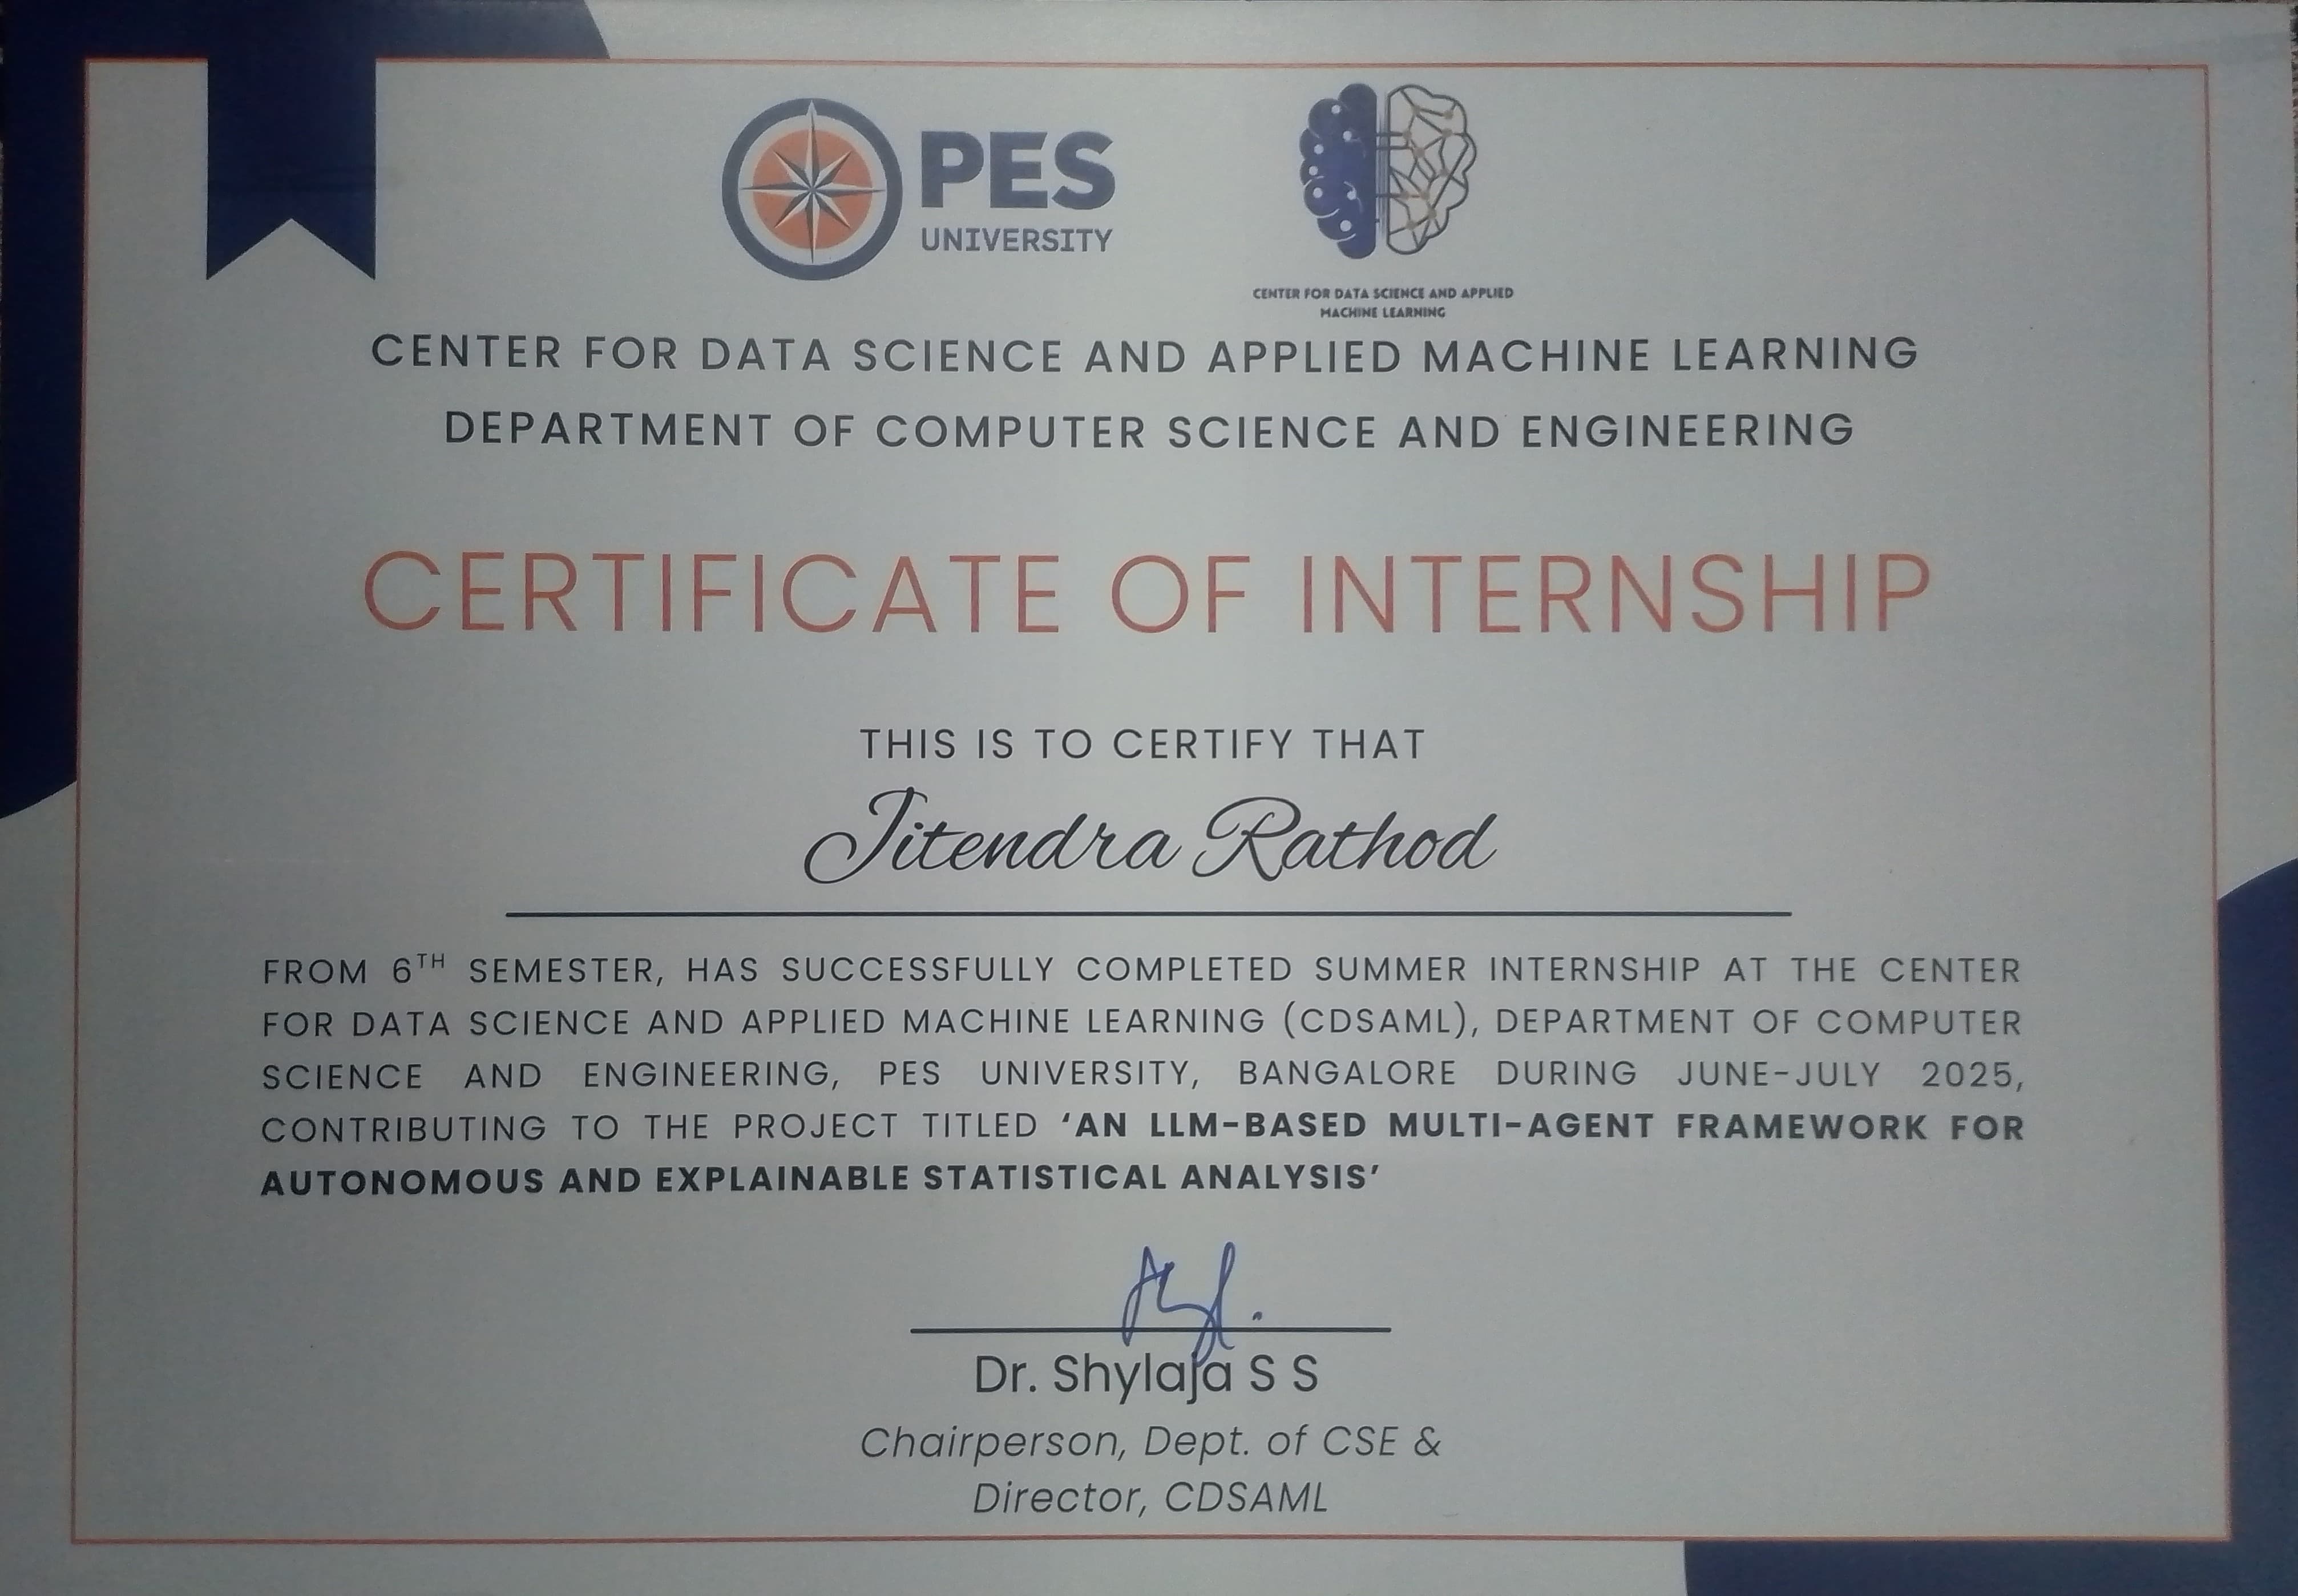 PES
UNIVERSITY
CENTER FOR DATA SCIENCE AND APPLIED
MACHINE LEARNING
CENTER FOR DATA SCIENCE AND APPLIED MACHINE LEARNING
DEPARTMENT OF COMPUTER SCIENCE AND ENGINEERING
CERTIFICATE OF INTERNSHIP
THIS IS TO CERTIFY THAT
Jitendra Rathod
FROM 6TH SEMESTER, HAS SUCCESSFULLY COMPLETED SUMMER INTERNSHIP AT THE CENTER
FOR DATA SCIENCE AND APPLIED MACHINE LEARNING (CDSAML), DEPARTMENT OF COMPUTER
SCIENCE AND ENGINEERING, PES UNIVERSITY, BANGALORE DURING JUNE-JULY 2025,
CONTRIBUTING TO THE PROJECT TITLED ‘AN LLM-BASED MULTI-AGENT FRAMEWORK FOR
AUTONOMOUS AND EXPLAINABLE STATISTICAL ANALYSIS’
Dr. Shylaja S S
Chairperson, Dept. of CSE &
Director, CDSAML